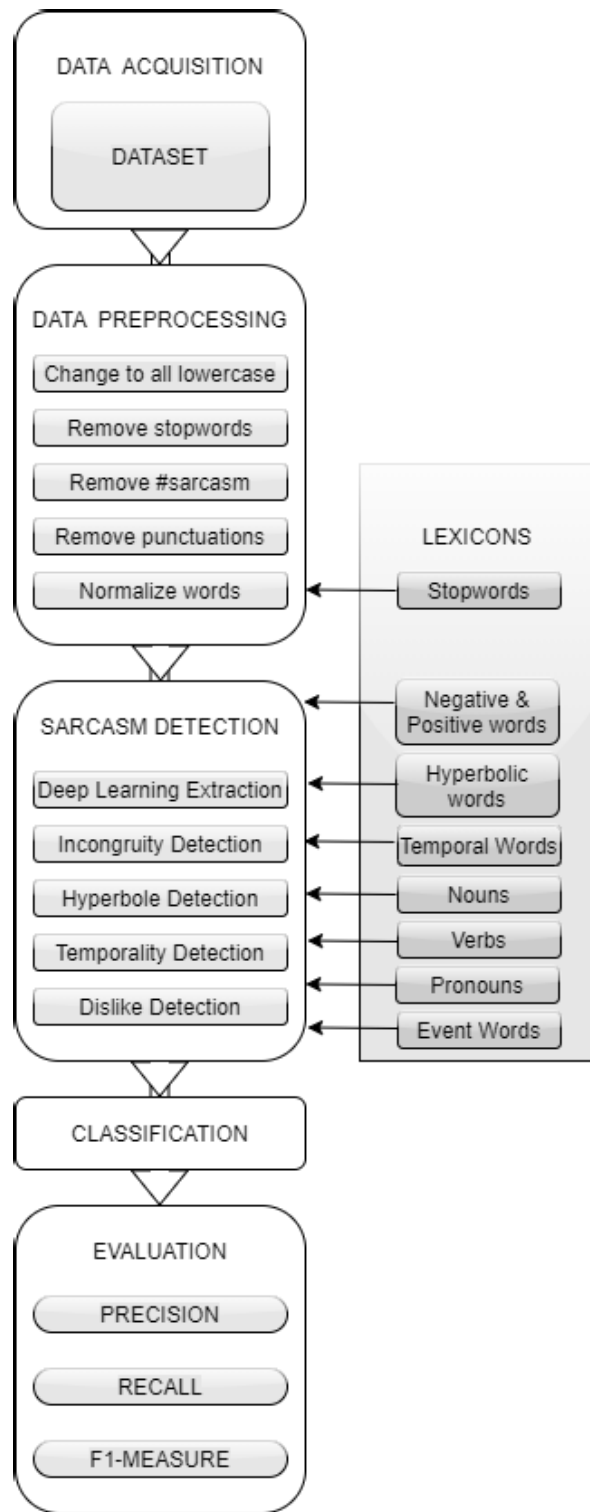 DATA ACQUISITION
DATASET
DATA PREPROCESSING
Change to all lowercase
Remove stopwords
Remove #sarcasm
Remove punctuations
Normalize words
LEXICONS
Stopwords
Negative &
Positive words
Hyperbolic
words
Temporal Words
Nouns
Verbs
Pronouns
Event Words
SARCASM DETECTION
Deep Learning Extraction
Incongruity Detection
Hyperbole Detection
Temporality Detection
Dislike Detection
CLASSIFICATION
EVALUATION
PRECISION
RECALL
F1-MEASURE